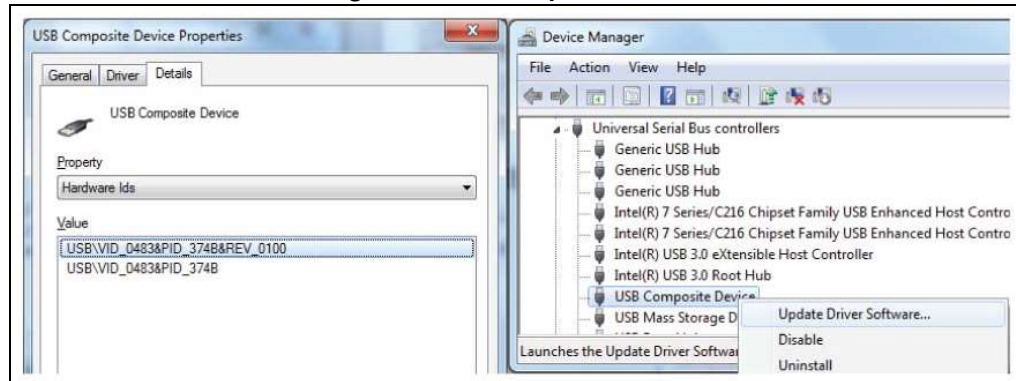 USB Composite Device Properties
General Driver Details
USB Composite Device
Property
Hardware Ids
Value
USB\VID_0483&PID_374B&REV_0100
USB\VID_0483&PID_374B
Device Manager
File Action View Help
Universal Serial Bus controllers
Generic USB Hub
Generic USB Hub
Generic USB Hub
Intel(R) 7 Series/C216 Chipset Family USB Enhanced Host Contro
Intel(R) 7 Series/C216 Chipset Family USB Enhanced Host Contro
Intel(R) USB 3.0 eXtensible Host Controller
Intel(R) USB 3.0 Root Hub
USB Composite Device
USB Mass Storage D
Launches the Update Driver Softwar
Update Driver Software...
Disable
Uninstall